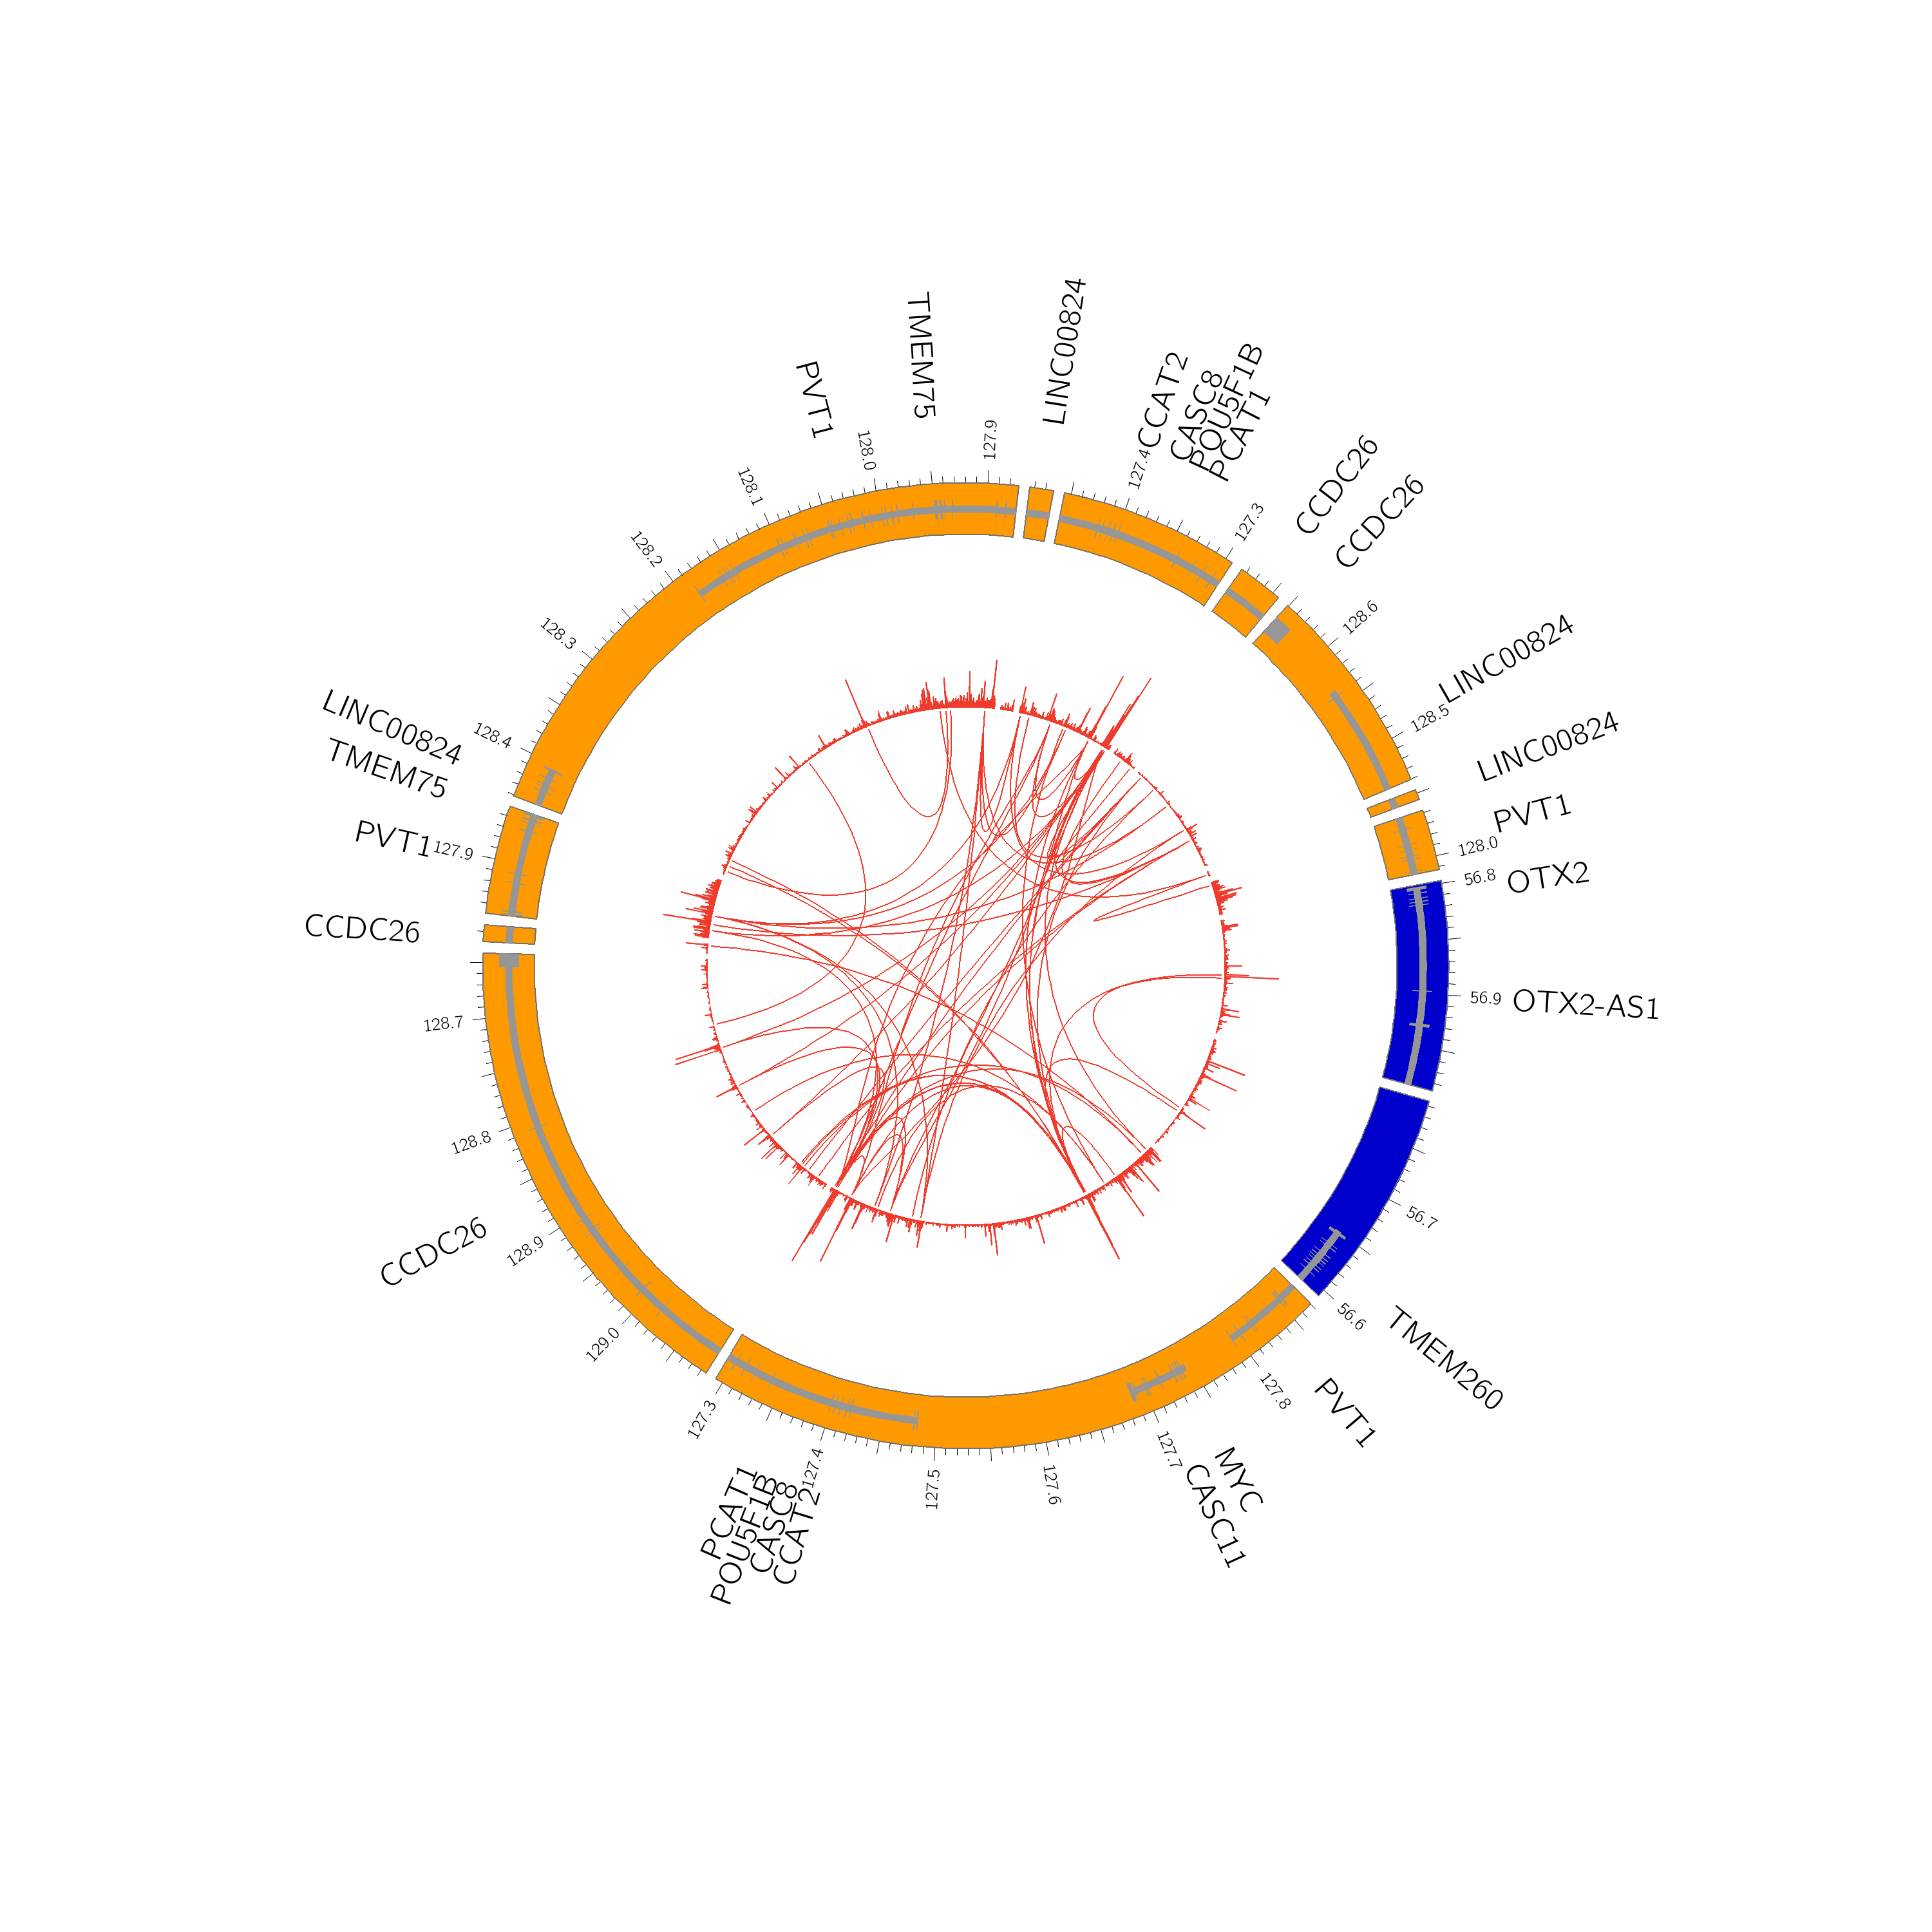 LINC00824
CCAT2
CASC8
POU5F1B
PCAT1
127.4
127.3
CCDC26
CCDC26
128.6
LINC00824
128.5
LINC00824
PVT1
128.0
56.8
OTX2
56.9
OTX2-AS1
56.7
56.6
TMEM260
PVT1
127.8
MYC
CASC11
127.7
127.6
127.5
127.4
CCAT2
CASC8
POU5F1B
PCAT1
127.3
129.0
128.9
CCDC26
128.8
128.7
CCDC26
127.9
PVT1
TMEM75
LINC00824
128.4
128.3
128.2
128.1
PVT1
128.0
TMEM75
127.9